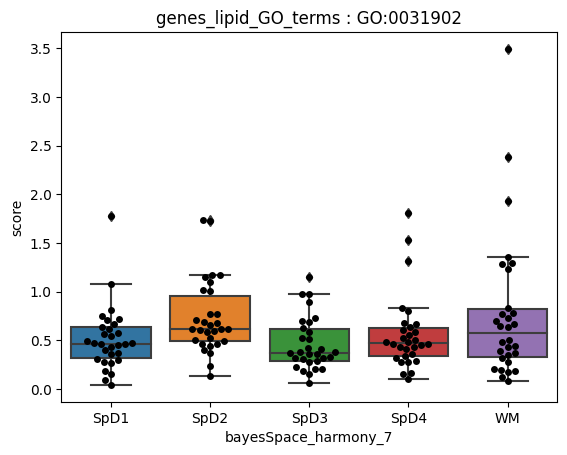 genes_lipid_GO_terms : GO:0031902
3.5
3.0
2.5
2.0
1.5
1.0
0.5
0.0
score
SpD1 SpD2 SpD3 SpD4 WM
bayesSpace_harmony_7